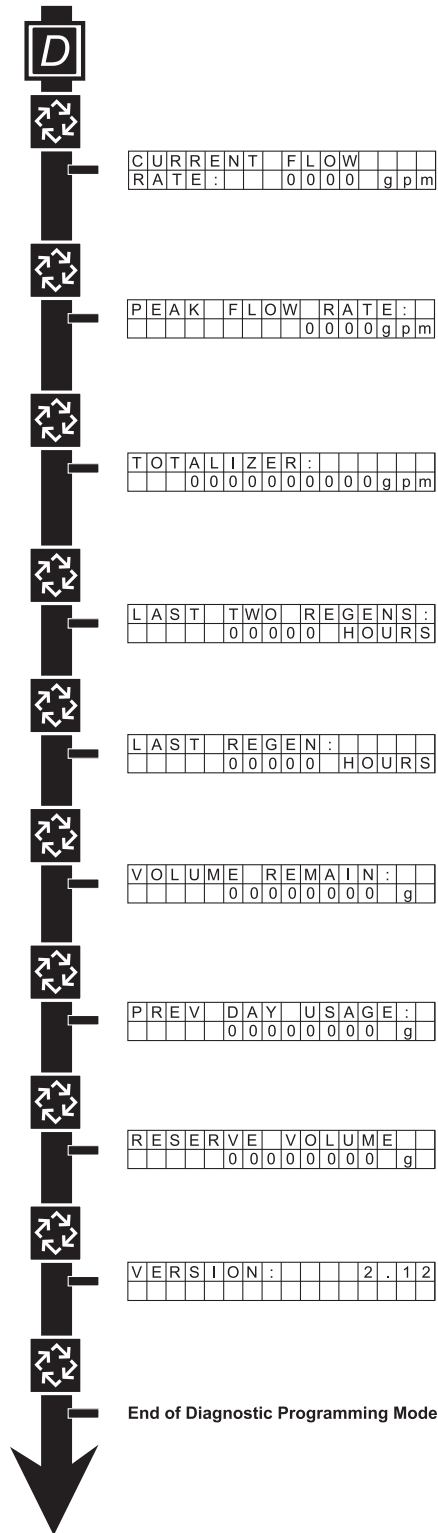 D
CURRENT FLOW
RATE: 0000 gpm
PEAK FLOW RATE:
0000gpm
TOTALIZER:
0000000000gpm
LAST TWO REGENS:
00000 HOURS
LAST REGEN:
00000 HOURS
VOLUME REMAIN:
00000000 g
PREV DAY USAGE:
00000000 g
RESERVE VOLUME
00000000 g
VERSION: 2.12
End of Diagnostic Programming Mode